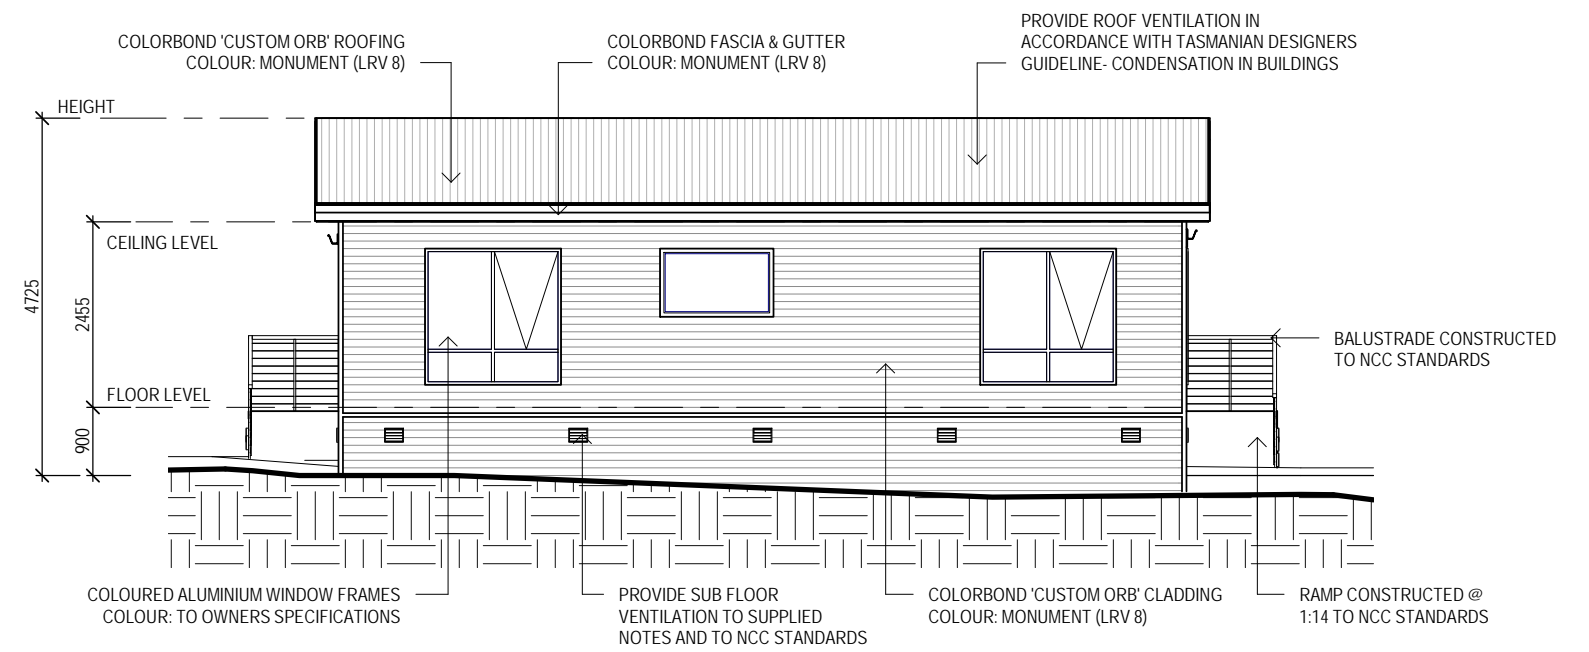 COLORBOND 'CUSTOM ORB' ROOFING
COLOUR: MONUMENT (LRV 8)
COLORBOND FASCIA & GUTTER
COLOUR: MONUMENT (LRV 8)
PROVIDE ROOF VENTILATION IN
ACCORDANCE WITH TASMANIAN DESIGNERS
GUIDELINE- CONDENSATION IN BUILDINGS
HEIGHT
CEILING LEVEL
4725
2455
FLOOR LEVEL
900
BALUSTRADE CONSTRUCTED
TO NCC STANDARDS
COLOURED ALUMINIUM WINDOW FRAMES
COLOUR: TO OWNERS SPECIFICATIONS
PROVIDE SUB FLOOR
VENTILATION TO SUPPLIED
NOTES AND TO NCC STANDARDS
COLORBOND 'CUSTOM ORB' CLADDING
COLOUR: MONUMENT (LRV 8)
RAMP CONSTRUCTED @
1:14 TO NCC STANDARDS